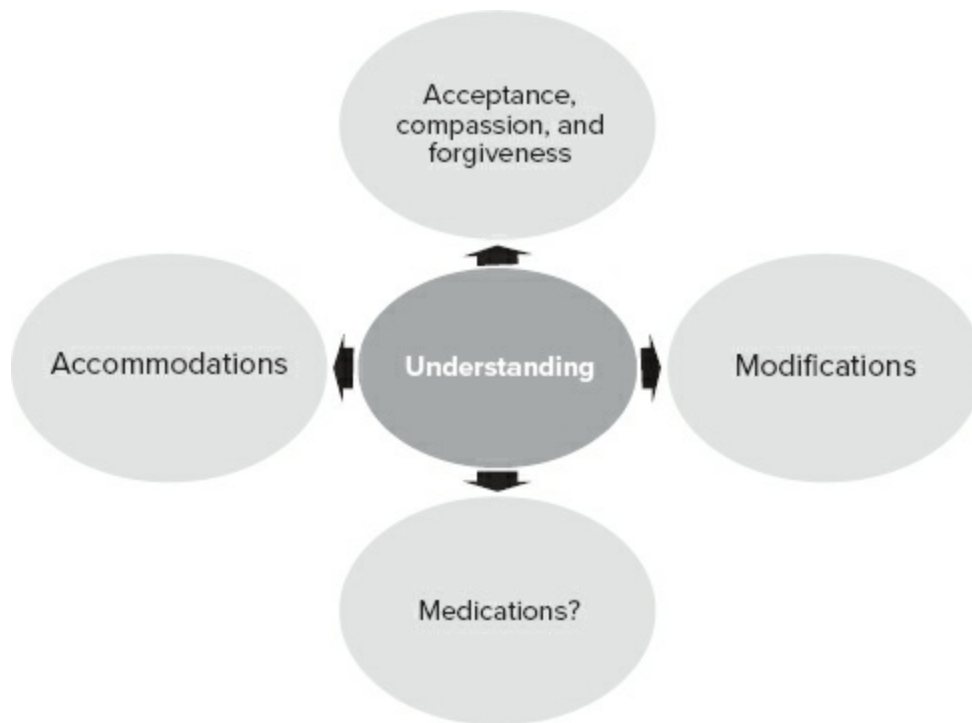 Acceptance,
compassion, and
forgiveness
Accommodations
Understanding
Modifications
Medications?